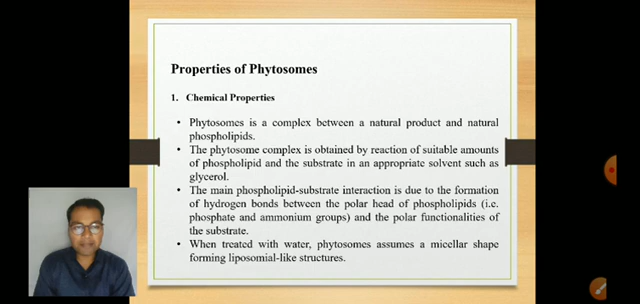 Properties of Phytosomes
1. Chemical Properties
• Phytosomes is a complex between a natural product and natural
phospholipids.
• The phytosome complex is obtained by reaction of suitable amounts
of phospholipid and the substrate in an appropriate solvent such as
glycerol.
• The main phospholipid-substrate interaction is due to the formation
of hydrogen bonds between the polar head of phospholipids (i.e.
phosphate and ammonium groups) and the polar functionalities of
the substrate.
• When treated with water, phytosomes assumes a micellar shape
forming liposomial-like structures.